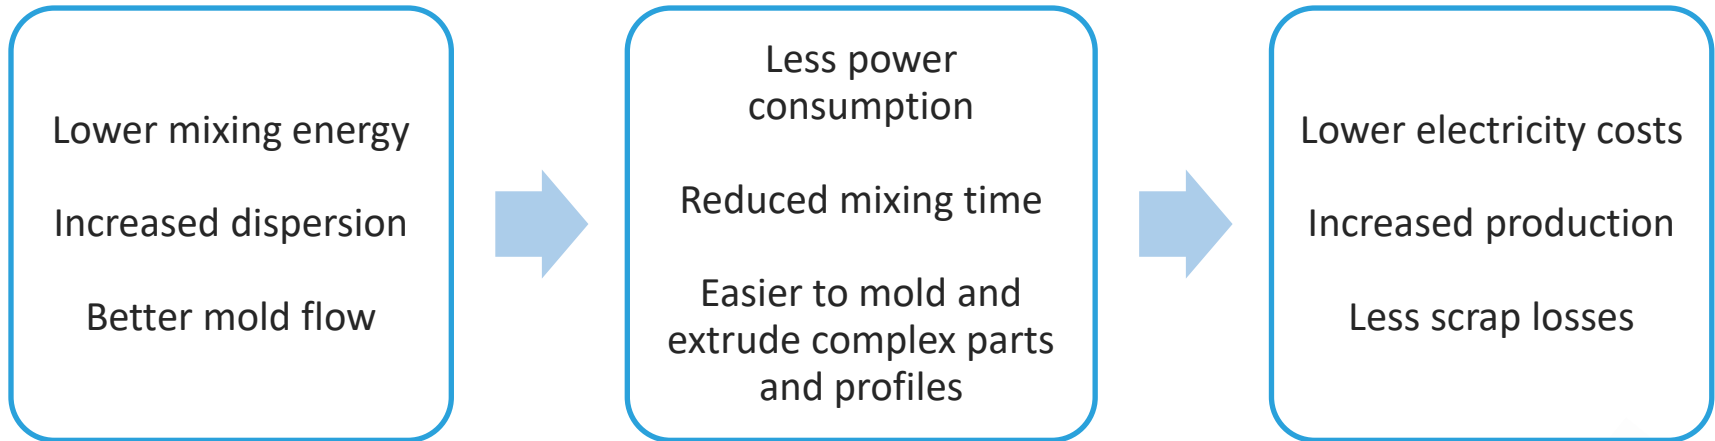 Lower mixing energy
Increased dispersion
Better mold flow
Less power
consumption
Reduced mixing time
Easier to mold and
extrude complex parts
and profiles
Lower electricity costs
Increased production
Less scrap losses